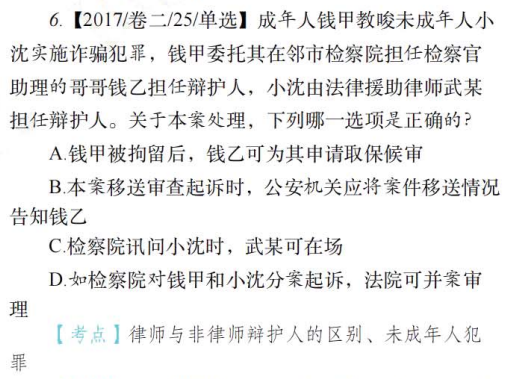 6.【2017/卷二/25/单选】成年人钱甲教唆未成年人小
沈实施诈骗犯罪，钱甲委托其在邻市检察院担任检察官
助理的哥哥钱乙担任辩护人，小沈由法律援助律师武某
担任辩护人。关于本案处理，下列哪一选项是正确的？
A.钱甲被拘留后，钱乙可为其申请取保候审
B.本案移送审查起诉时，公安机关应将案件移送情况
告知钱乙
C.检察院讯问小沈时，武某可在场
D.如检察院对钱甲和小沈分案起诉，法院可并案审
理
【考点】律师与非律师辩护人的区别、未成年人犯
罪